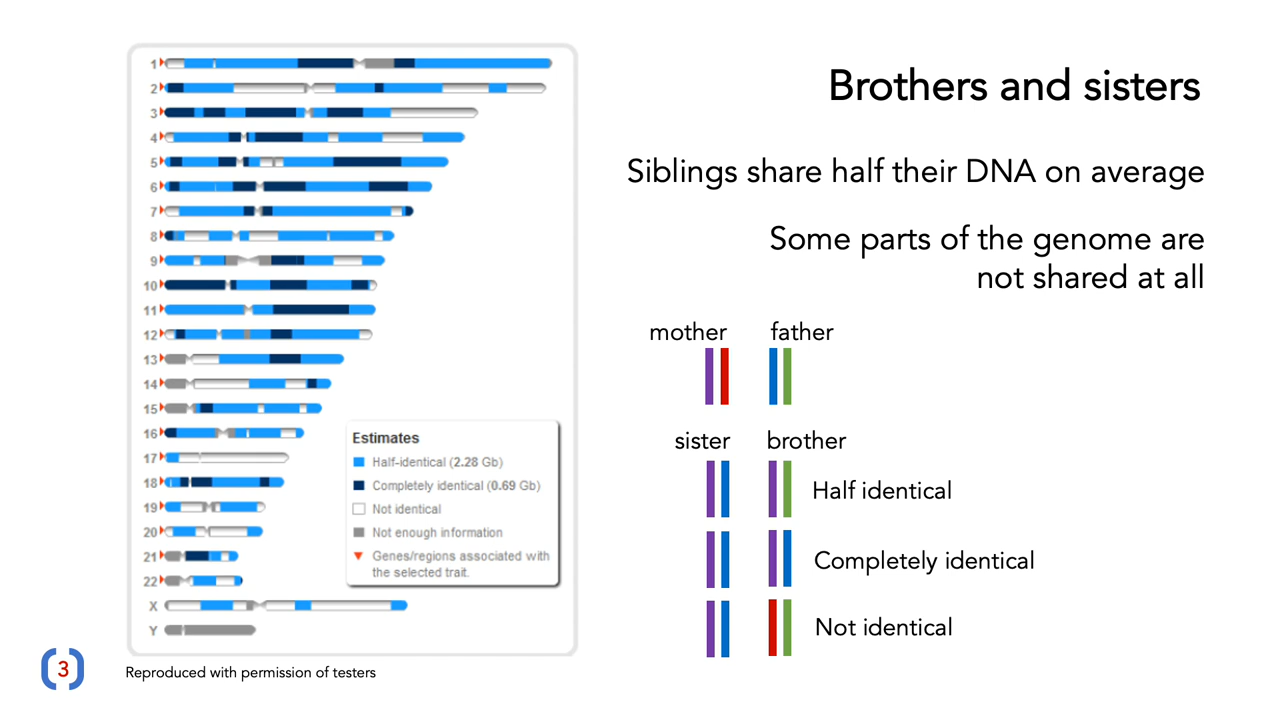 Brothers and sisters
Siblings share half their DNA on average
Some parts of the genome are
not shared at all
1
2
3
4
5
6
7
8
9
10
11
12
13
14
15
16
17
18
19
20
21
22
X
Y
Estimates
Half-identical (2.28 Gb)
Completely identical (0.69 Gb)
Not identical
Not enough information
Genes/regions associated with
the selected trait.
mother father
sister brother
Half identical
Completely identical
Not identical
3
Reproduced with permission of testers